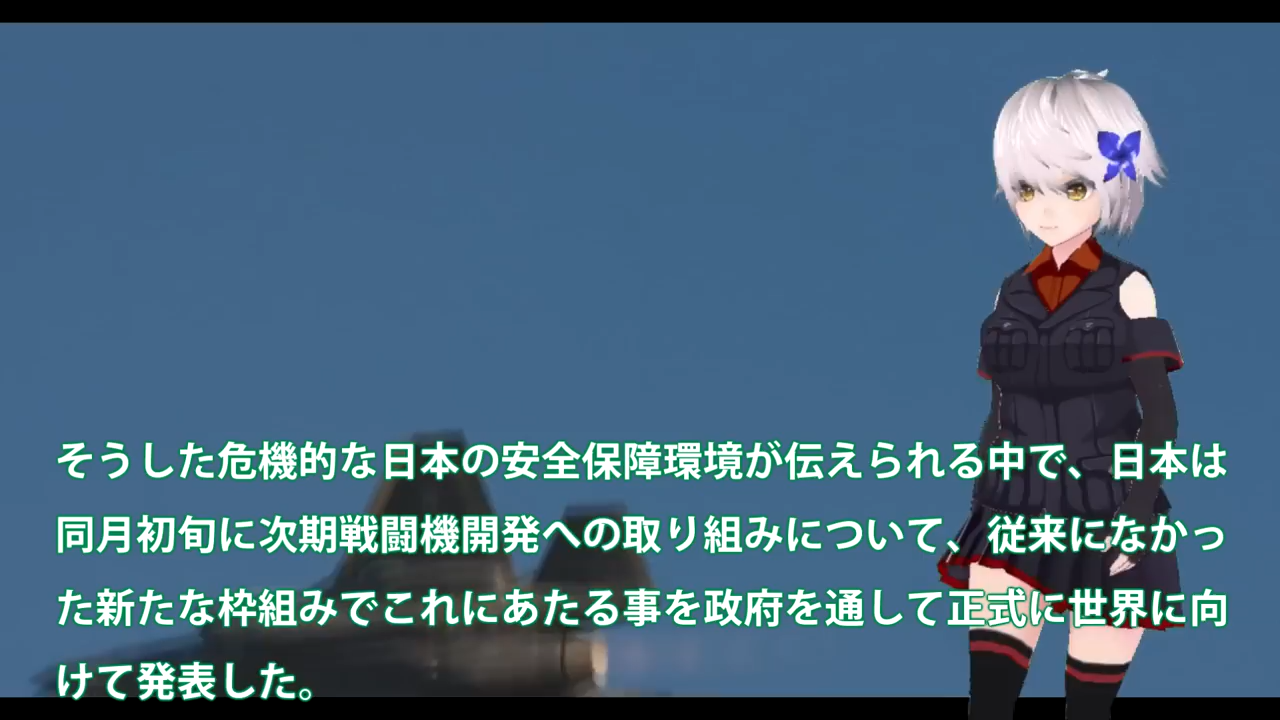 そうした危機的な日本の安全保障環境が伝えられる中で、日本は
同月初旬に次期戦闘機開発への取り組みについて、従来になかっ
た新たな枠組みでこれにあたる事を政府を通して正式に世界に向
けて発表した。